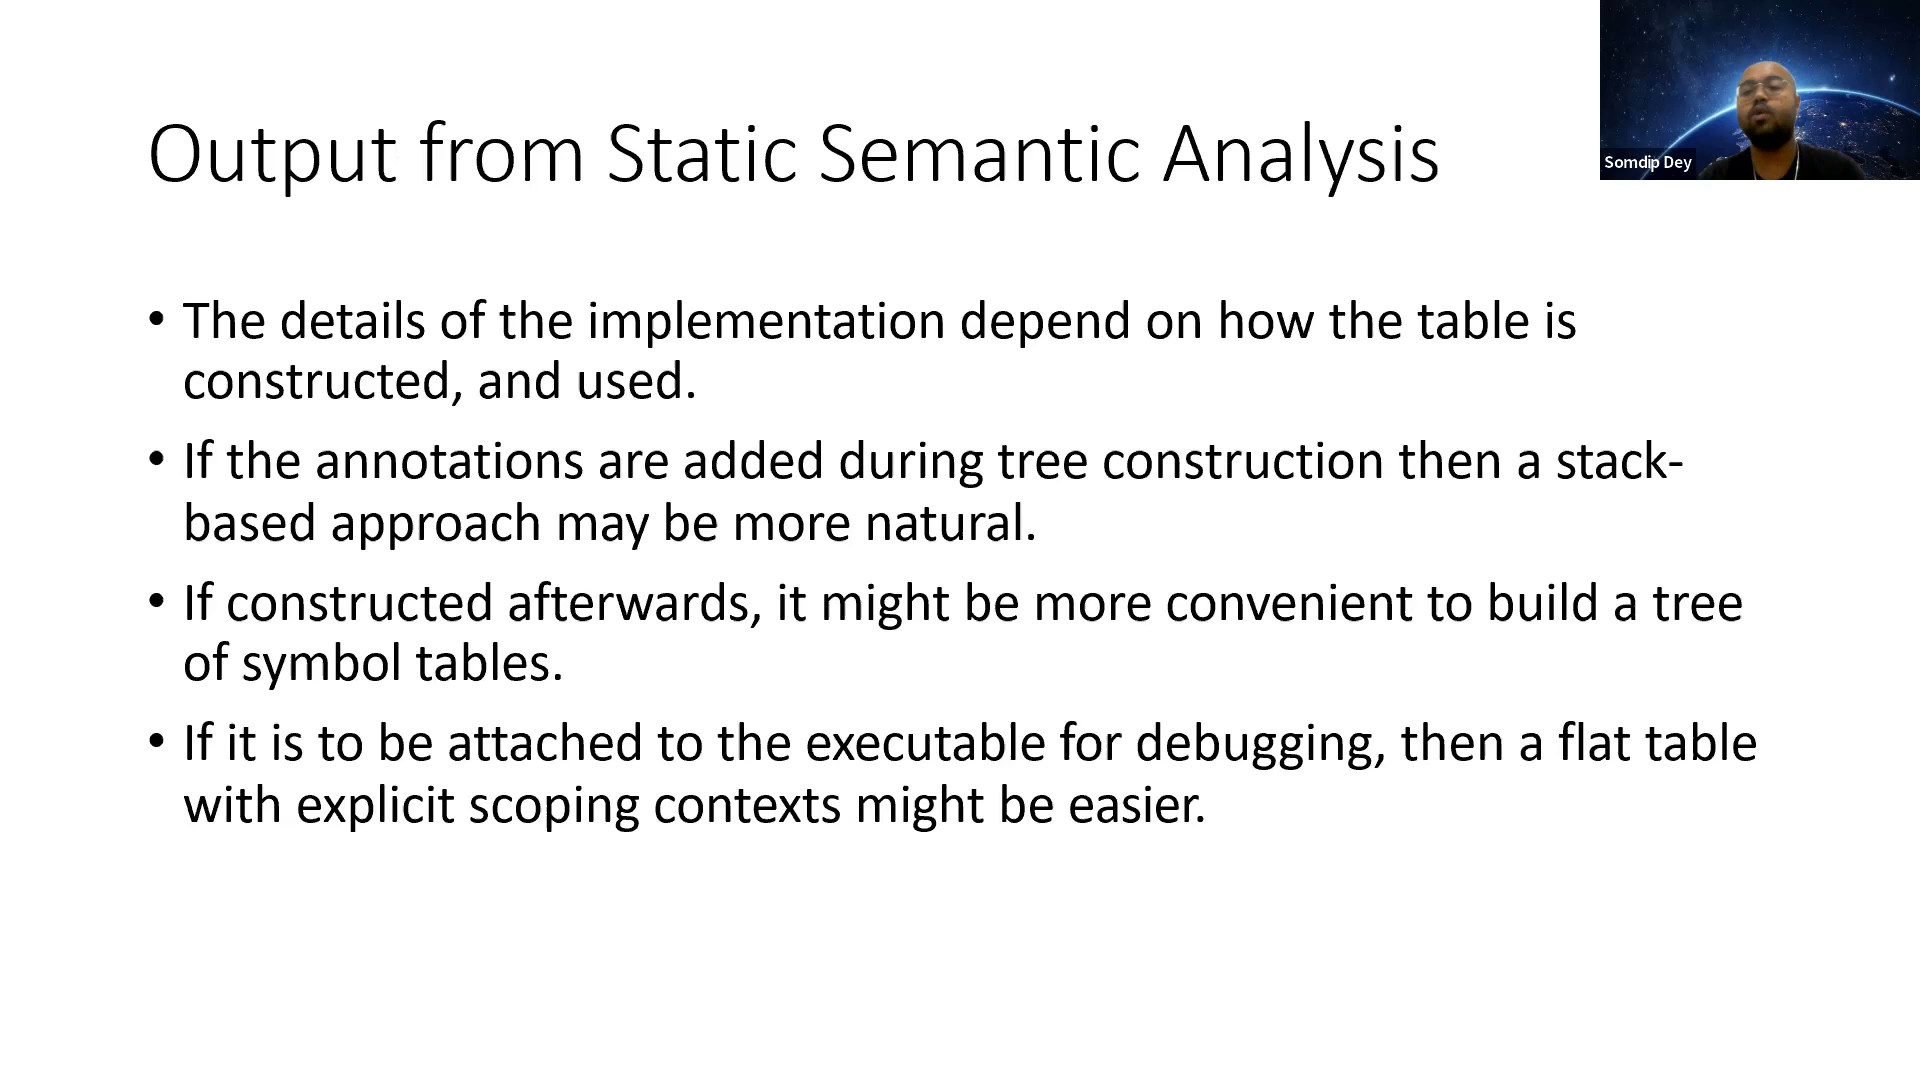 Output from Static Semantic Analysis
Somdip Dey
• The details of the implementation depend on how the table is
constructed, and used.
• If the annotations are added during tree construction then a stack-
based approach may be more natural.
• If constructed afterwards, it might be more convenient to build a tree
of symbol tables.
• If it is to be attached to the executable for debugging, then a flat table
with explicit scoping contexts might be easier.